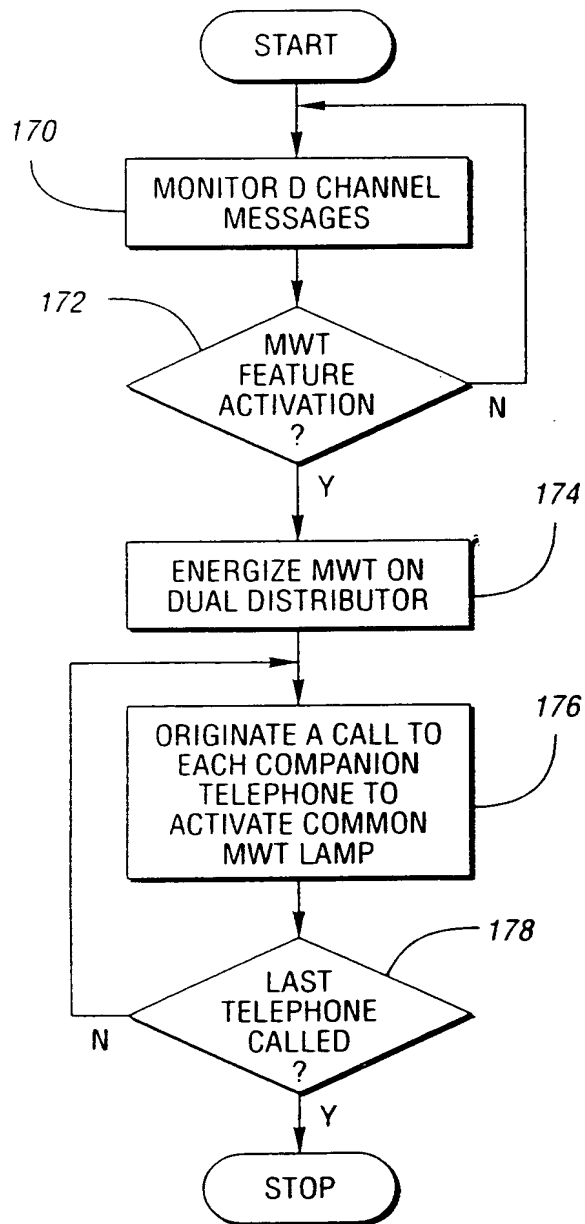 START
170
MONITOR D CHANNEL
MESSAGES
172
MWT
FEATURE
ACTIVATION
?
N
Y
174
ENERGIZE MWT ON
DUAL DISTRIBUTOR
176
ORIGINATE A CALL TO
EACH COMPANION
TELEPHONE TO
ACTIVATE COMMON
MWT LAMP
178
LAST
TELEPHONE
CALLED
?
N
Y
STOP